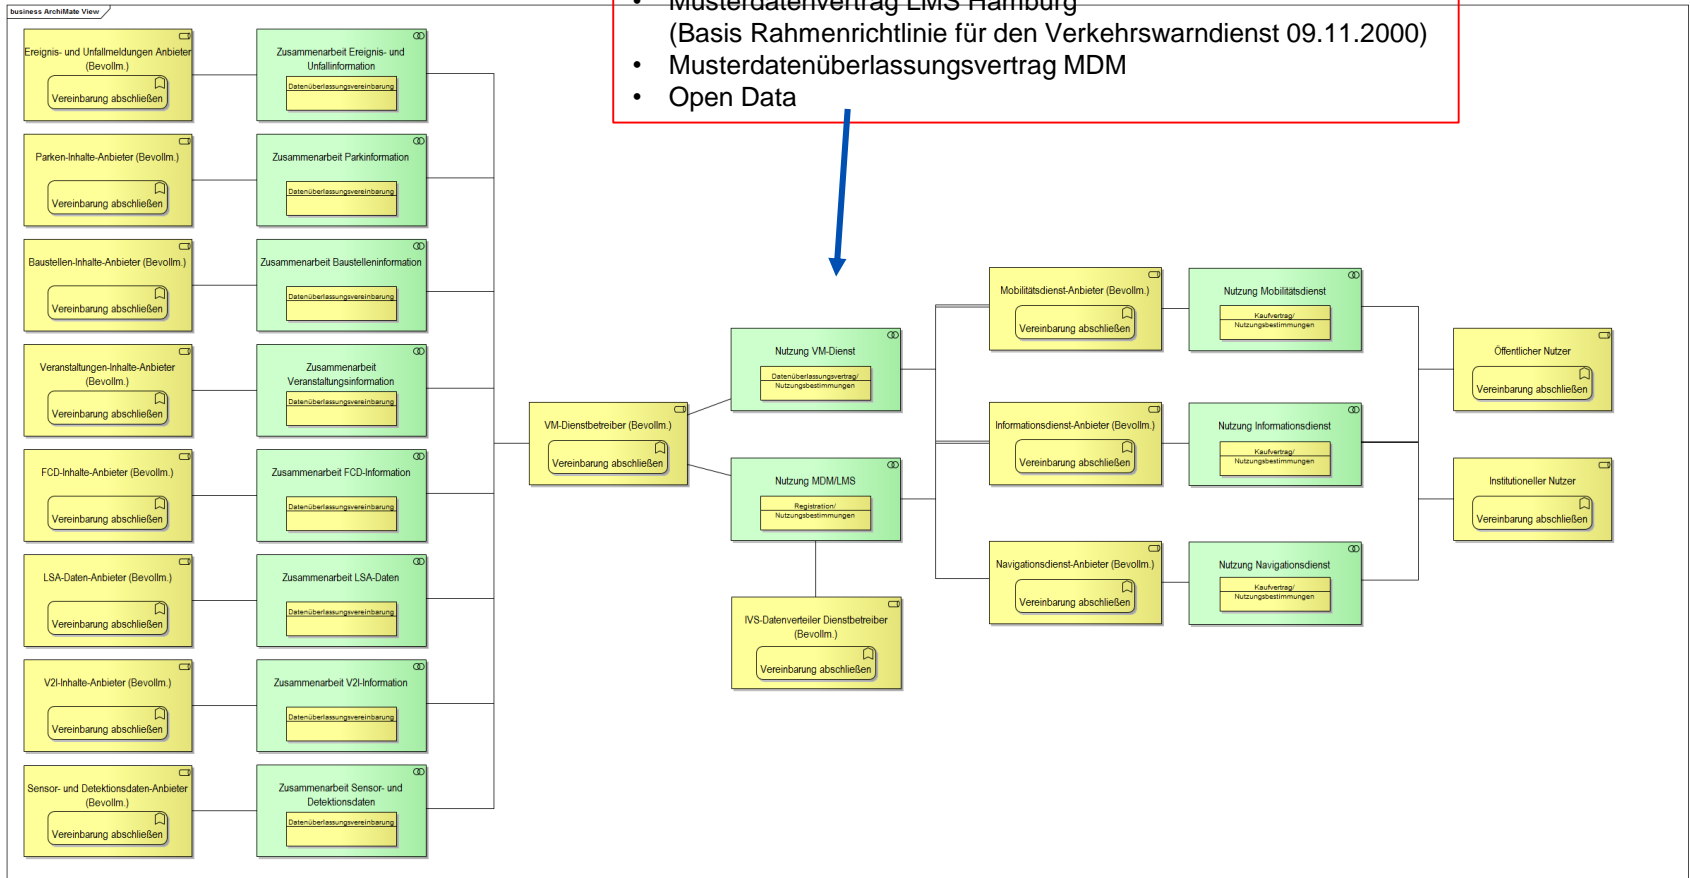 business ArchiMate View
Musterdatenvertrag LMS Hamburg
(Basis Rahmenrichtlinie für den Verkehrswarndienst 09.11.2000)
• Musterdatenüberlassungsvertrag MDM
• Open Data
Ereignis- und Unfallmeldungen Anbieter
(Bevollm.)
Vereinbarung abschließen
Zusammenarbeit Ereignis- und
Unfallinformation
Datenüberlassungsvereinbarung
Parken-Inhalte-Anbieter (Bevollm.)
Vereinbarung abschließen
Zusammenarbeit Parkinformation
Datenüberlassungsvereinbarung
Baustellen-Inhalte-Anbieter (Bevollm.)
Vereinbarung abschließen
Zusammenarbeit Baustelleninformation
Datenüberlassungsvereinbarung
Veranstaltungen-Inhalte-Anbieter
(Bevollm.)
Vereinbarung abschließen
Zusammenarbeit
Veranstaltungsinformation
Datenüberlassungsvereinbarung
FCD-Inhalte-Anbieter (Bevollm.)
Vereinbarung abschließen
Zusammenarbeit FCD-Information
Datenüberlassungsvereinbarung
LSA-Daten-Anbieter (Bevollm.)
Vereinbarung abschließen
Zusammenarbeit LSA-Daten
Datenüberlassungsvereinbarung
V2I-Inhalte-Anbieter (Bevollm.)
Vereinbarung abschließen
Zusammenarbeit V2I-Information
Datenüberlassungsvereinbarung
Sensor- und Detektionsdaten-Anbieter
(Bevollm.)
Vereinbarung abschließen
Zusammenarbeit Sensor- und
Detektionsdaten
Datenüberlassungsvereinbarung
VM-Dienstbetreiber (Bevollm.)
Vereinbarung abschließen
Nutzung VM-Dienst
Datenüberlassungsvertrag/
Nutzungsbestimmungen
Nutzung MDM/LMS
Registration/
Nutzungsbestimmungen
IVS-Datenverteiler Dienstbetreiber
(Bevollm.)
Vereinbarung abschließen
Mobilitätsdienst-Anbieter (Bevollm.)
Vereinbarung abschließen
Nutzung Mobilitätsdienst
Kaufvertrag/
Nutzungsbestimmungen
Informationsdienst-Anbieter (Bevollm.)
Vereinbarung abschließen
Nutzung Informationsdienst
Kaufvertrag/
Nutzungsbestimmungen
Navigationsdienst-Anbieter (Bevollm.)
Vereinbarung abschließen
Nutzung Navigationsdienst
Kaufvertrag/
Nutzungsbestimmungen
Öffentlicher Nutzer
Vereinbarung abschließen
Institutioneller Nutzer
Vereinbarung abschließen